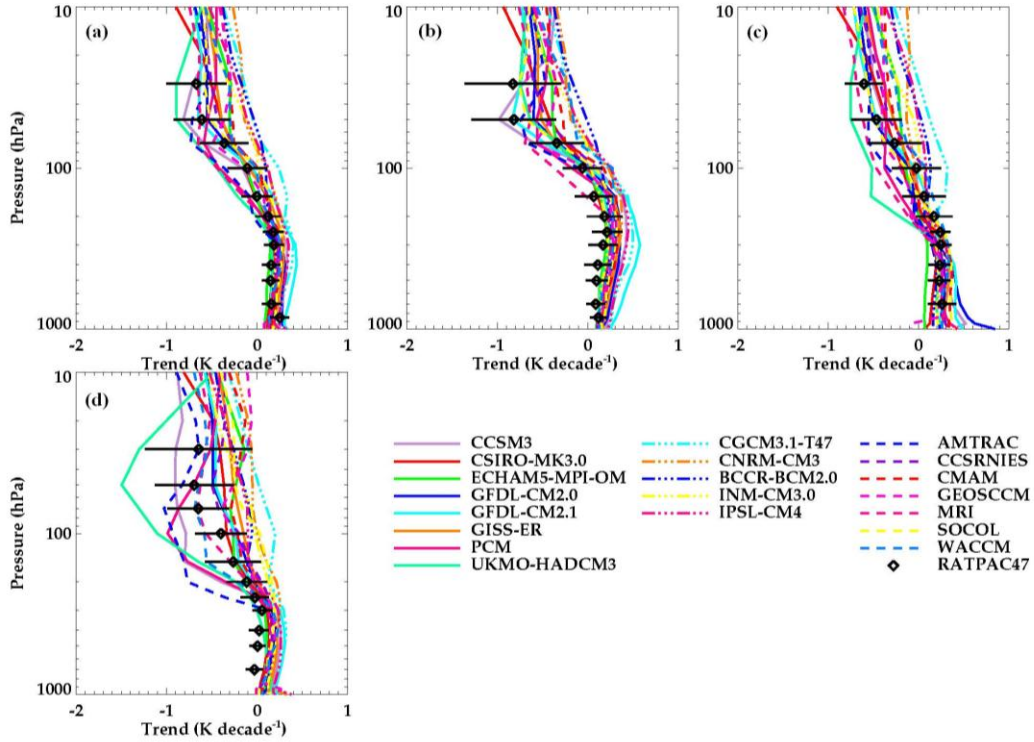 10
100
1000
Pressure (hPa)
(a)
-2 -1 0 1
Trend (K decade⁻¹)
10
100
1000
(b)
-2 -1 0 1
Trend (K decade⁻¹)
10
100
1000
(c)
-2 -1 0 1
Trend (K decade⁻¹)
10
100
1000
Pressure (hPa)
(d)
-2 -1 0 1
Trend (K decade⁻¹)
CCSM3
CSIRO-MK3.0
ECHAM5-MPI-OM
GFDL-CM2.0
GFDL-CM2.1
GISS-ER
PCM
UKMO-HADCM3
CGCM3.1-T47
CNRM-CM3
BCCR-BCM2.0
INM-CM3.0
IPSL-CM4
AMTRAC
CCSRNIES
CMAM
GEOSCCM
MRI
SOCOL
WACCM
RATPAC47